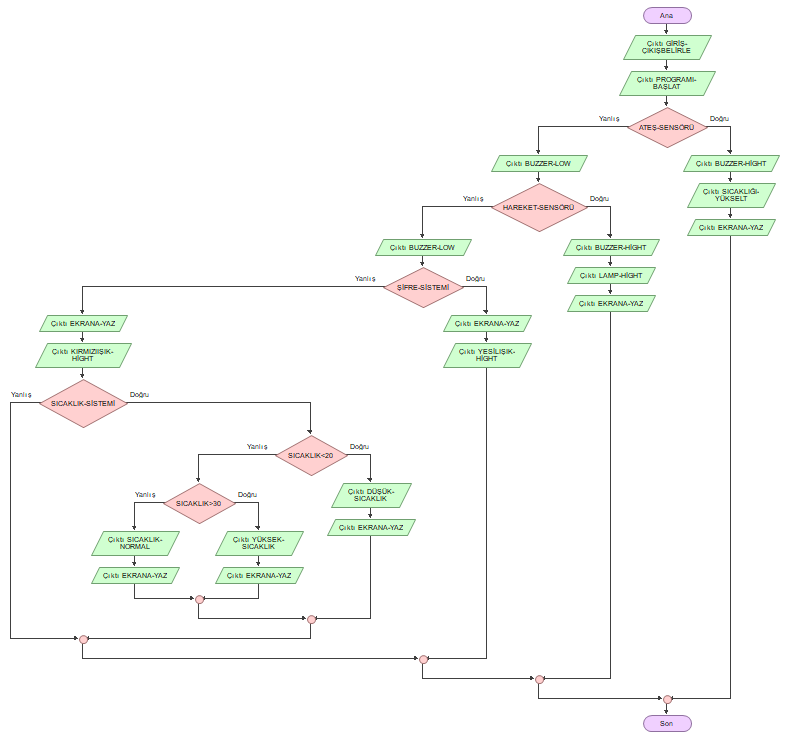 Ana
Çıktı GİRİŞ-
ÇIKIŞBELİRLE
Çıktı PROGRAMI-
BAŞLAT
Yanlış
Doğru
ATEŞ-SENSÖRÜ
Çıktı BUZZER-LOW
Çıktı BUZZER-HİGHT
Yanlış
Doğru
HAREKET-SENSÖRÜ
Çıktı SICAKLIĞI-
YÜKSELT
Çıktı EKRANA-YAZ
Çıktı BUZZER-LOW
Çıktı BUZZER-HİGHT
Yanlış
Doğru
ŞİFRE-SİSTEMİ
Çıktı LAMP-HİGHT
Çıktı EKRANA-YAZ
Çıktı EKRANA-YAZ
Çıktı EKRANA-YAZ
Çıktı KIRMIZIIŞIK-
HİGHT
Çıktı YESİLIŞIK-
HİGHT
Yanlış
Doğru
SICAKLIK-SİSTEMİ
Yanlış
Doğru
SICAKLIK<20
Yanlış
Doğru
SICAKLIK>30
Çıktı DÜŞÜK-
SICAKLIK
Çıktı EKRANA-YAZ
Çıktı SICAKLIK-
NORMAL
Çıktı YÜKSEK-
SICAKLIK
Çıktı EKRANA-YAZ
Çıktı EKRANA-YAZ
Son